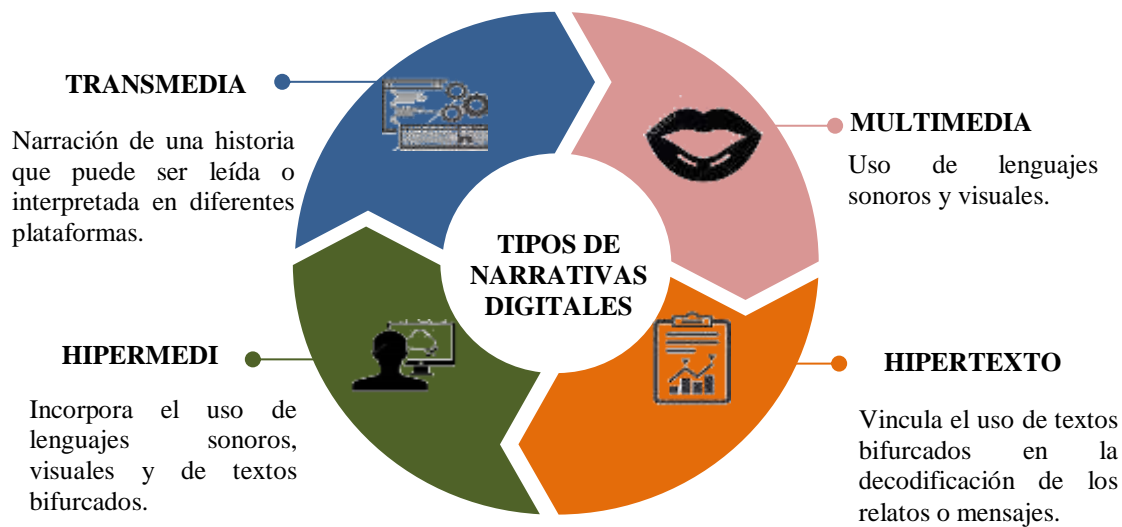 TRANSMEDIA
Narración de una historia
que puede ser leída o
interpretada en diferentes
plataformas.
MULTIMEDIA
Uso de lenguajes
sonoros y visuales.
TIPOS DE
NARRATIVAS
DIGITALES
HIPERMEDI
Incorpora el uso de
lenguajes sonoros,
visuales y de textos
bifurcados.
HIPERTEXTO
Vincula el uso de textos
bifurcados en la
decodificación de los
relatos o mensajes.